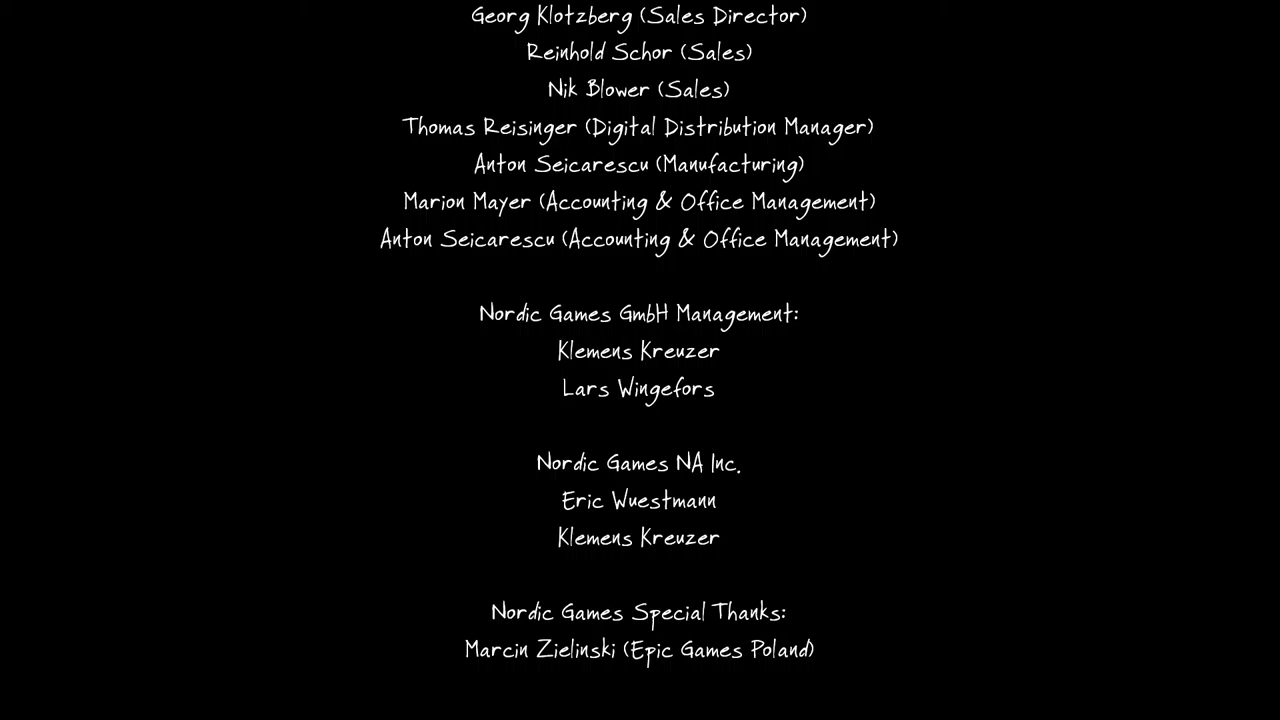 Georg Klotzberg (Sales Director)
Reinhold Schor (Sales)
Nik Blower (Sales)
Thomas Reisinger (Digital Distribution Manager)
Anton Seicarescu (Manufacturing)
Marion Mayer (Accounting & Office Management)
Anton Seicarescu (Accounting & Office Management)
Nordic Games GmbH Management:
Klemens Kreuzer
Lars Wingefors
Nordic Games NA Inc.
Eric Wuestmann
Klemens Kreuzer
Nordic Games Special Thanks:
Marcin Zielinski (Epic Games Poland)